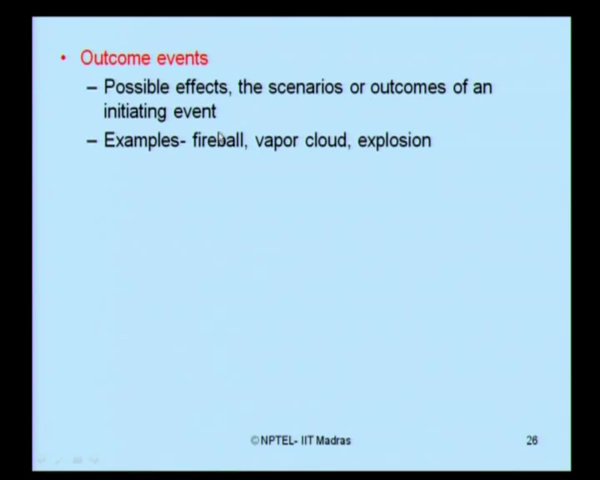 • Outcome events
– Possible effects, the scenarios or outcomes of an
initiating event
– Examples- fireball, vapor cloud, explosion
©NPTEL- IIT Madras
26